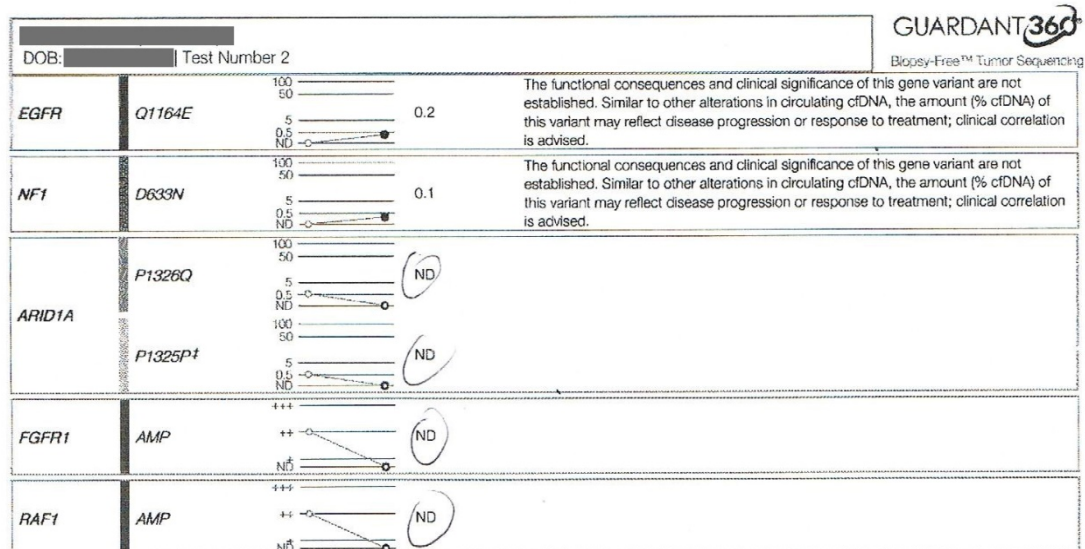 GUARDANT360
Biopsy-Free™ Tumor Sequencing
DOB: | Test Number 2
EGFR
Q1164E
100
50
5
0.5
ND
0.2
The functional consequences and clinical significance of this gene variant are not
established. Similar to other alterations in circulating cfDNA, the amount (% cfDNA) of
this variant may reflect disease progression or response to treatment; clinical correlation
is advised.
NF1
D633N
100
50
5
0.5
ND
0.1
The functional consequences and clinical significance of this gene variant are not
established. Similar to other alterations in circulating cfDNA, the amount (% cfDNA) of
this variant may reflect disease progression or response to treatment; clinical correlation
is advised.
ARID1A
P1326Q
100
50
5
0.5
ND
ND
P1325P‡
100
50
5
0.5
ND
ND
FGFR1
AMP
+++
++
+
ND
ND
RAF1
AMP
+++
++
+
ND
ND